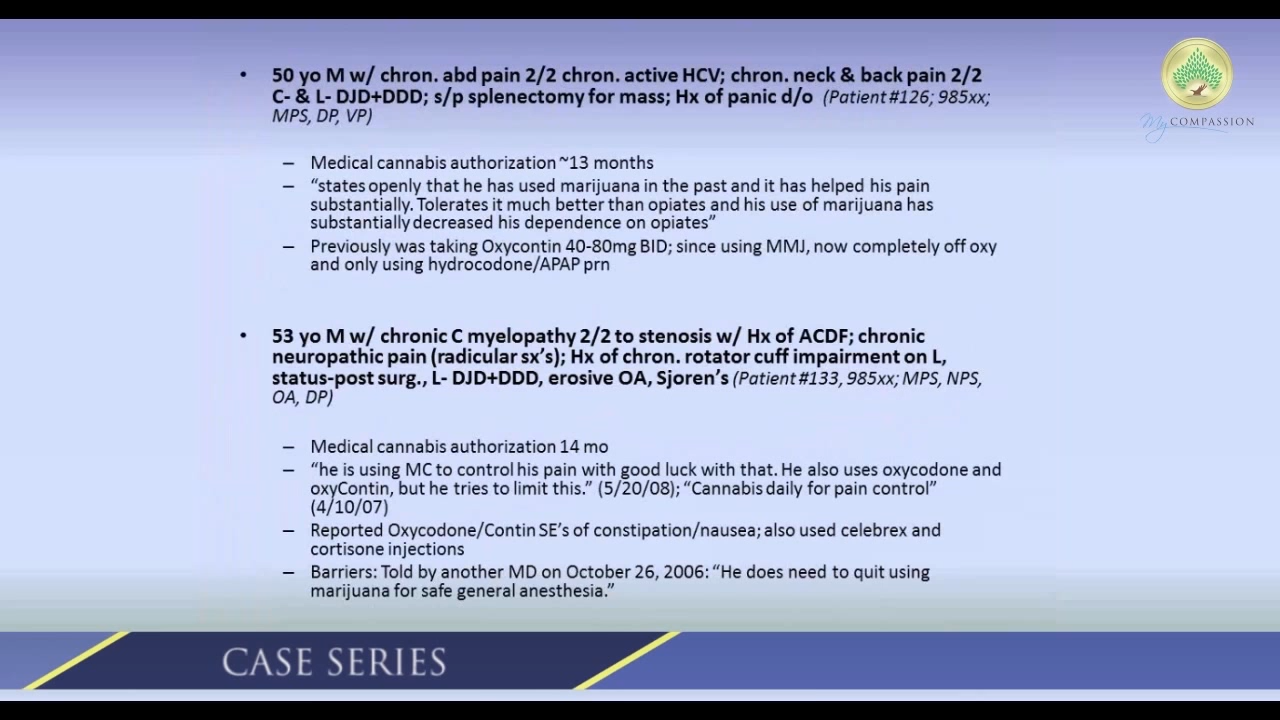 • 50 yo M w/ chron. abd pain 2/2 chron. active HCV; chron. neck & back pain 2/2
C- & L- DJD+DDD; s/p splenectomy for mass; Hx of panic d/o (Patient #126; 985xx;
MPS, DP, VP)
My COMPASSION
– Medical cannabis authorization ~13 months
– “states openly that he has used marijuana in the past and it has helped his pain
substantially. Tolerates it much better than opiates and his use of marijuana has
substantially decreased his dependence on opiates”
– Previously was taking Oxycontin 40-80mg BID; since using MMJ, now completely off oxy
and only using hydrocodone/APAP prn
• 53 yo M w/ chronic C myelopathy 2/2 to stenosis w/ Hx of ACDF; chronic
neuropathic pain (radicular sx’s); Hx of chron. rotator cuff impairment on L,
status-post surg., L- DJD+DDD, erosive OA, Sjoren’s (Patient #133, 985xx; MPS, NPS,
OA, DP)
– Medical cannabis authorization 14 mo
– “he is using MC to control his pain with good luck with that. He also uses oxycodone and
oxyContin, but he tries to limit this.” (5/20/08); “Cannabis daily for pain control”
(4/10/07)
– Reported Oxycodone/Contin SE’s of constipation/nausea; also used celebrex and
cortisone injections
– Barriers: Told by another MD on October 26, 2006: “He does need to quit using
marijuana for safe general anesthesia.”
CASE SERIES